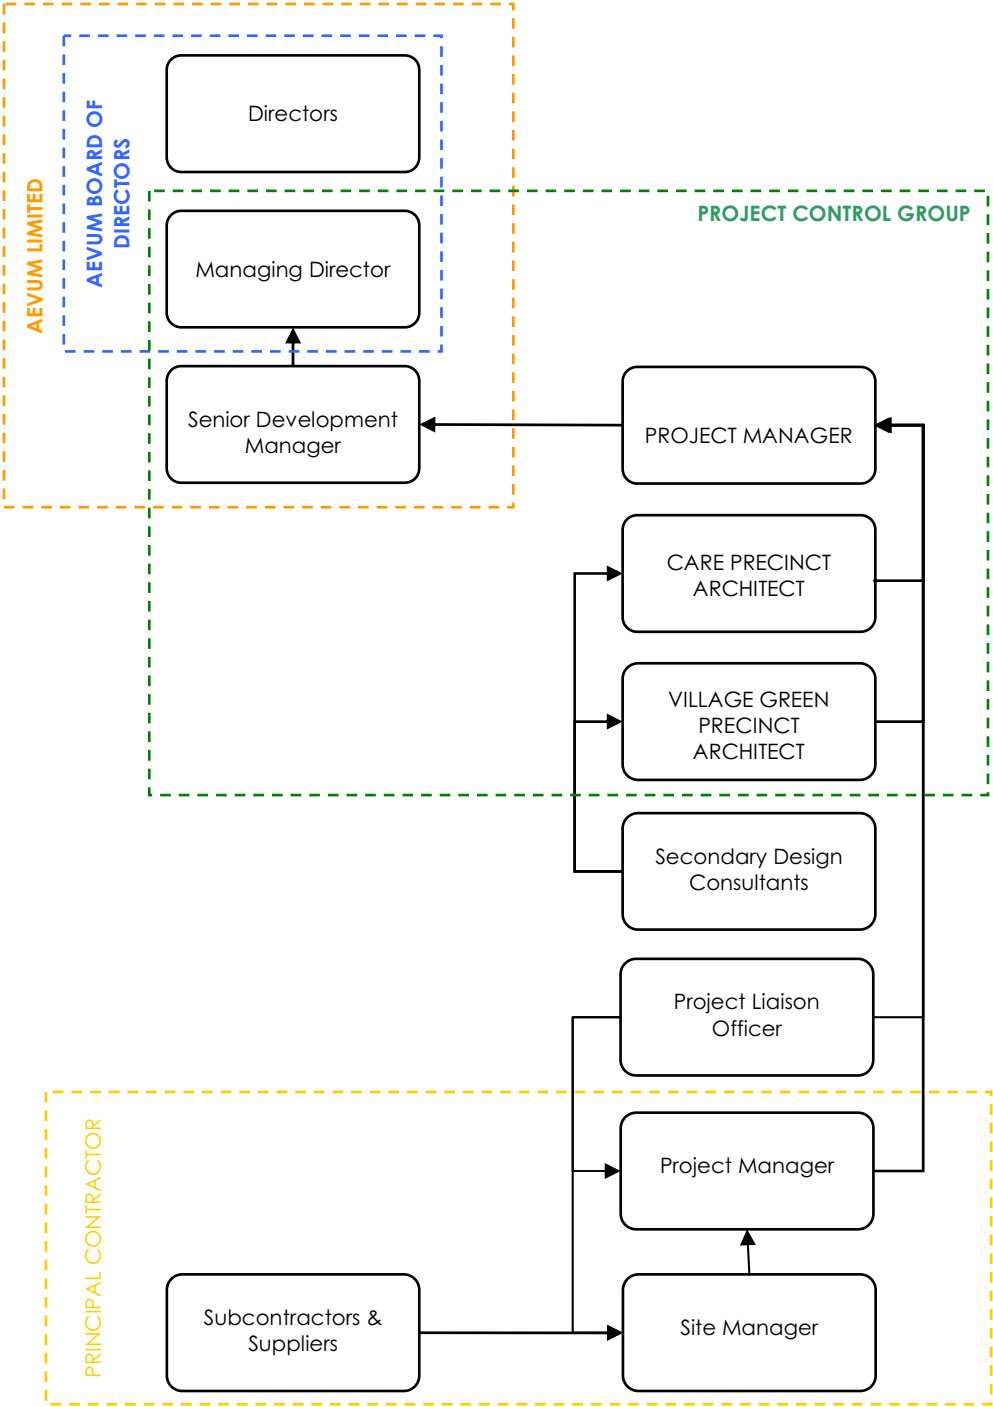 AEVUM LIMITED
AEVUM BOARD OF
DIRECTORS
Directors
PROJECT CONTROL GROUP
Managing Director
Senior Development
Manager
PROJECT MANAGER
CARE PRECINCT
ARCHITECT
VILLAGE GREEN
PRECINCT
ARCHITECT
Secondary Design
Consultants
Project Liaison
Officer
PRINCIPAL CONTRACTOR
Project Manager
Subcontractors &
Suppliers
Site Manager